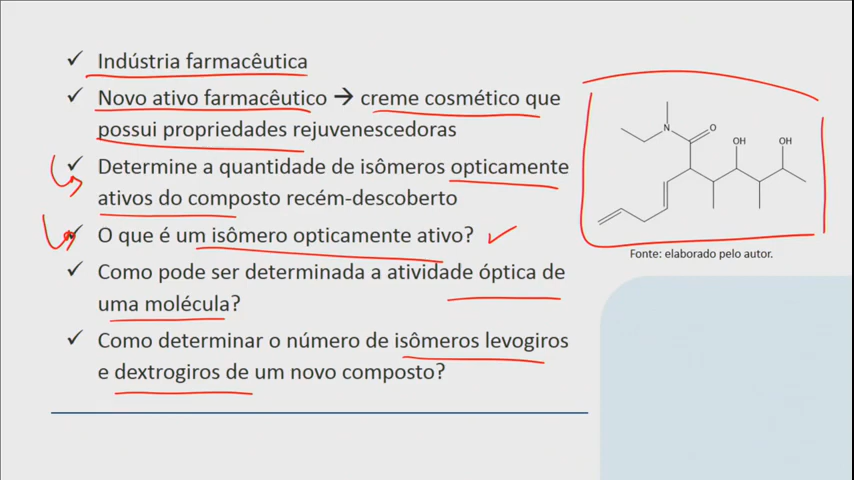 ✓ Indústria farmacêutica
✓ Novo ativo farmacêutico → creme cosmético que
possui propriedades rejuvenescedoras
✓ Determine a quantidade de isômeros opticamente
ativos do composto recém-descoberto
✓ O que é um isômero opticamente ativo?
✓ Como pode ser determinada a atividade óptica de
uma molécula?
✓ Como determinar o número de isômeros levogiros
e dextrogiros de um novo composto?
N O OH OH
Fonte: elaborado pelo autor.